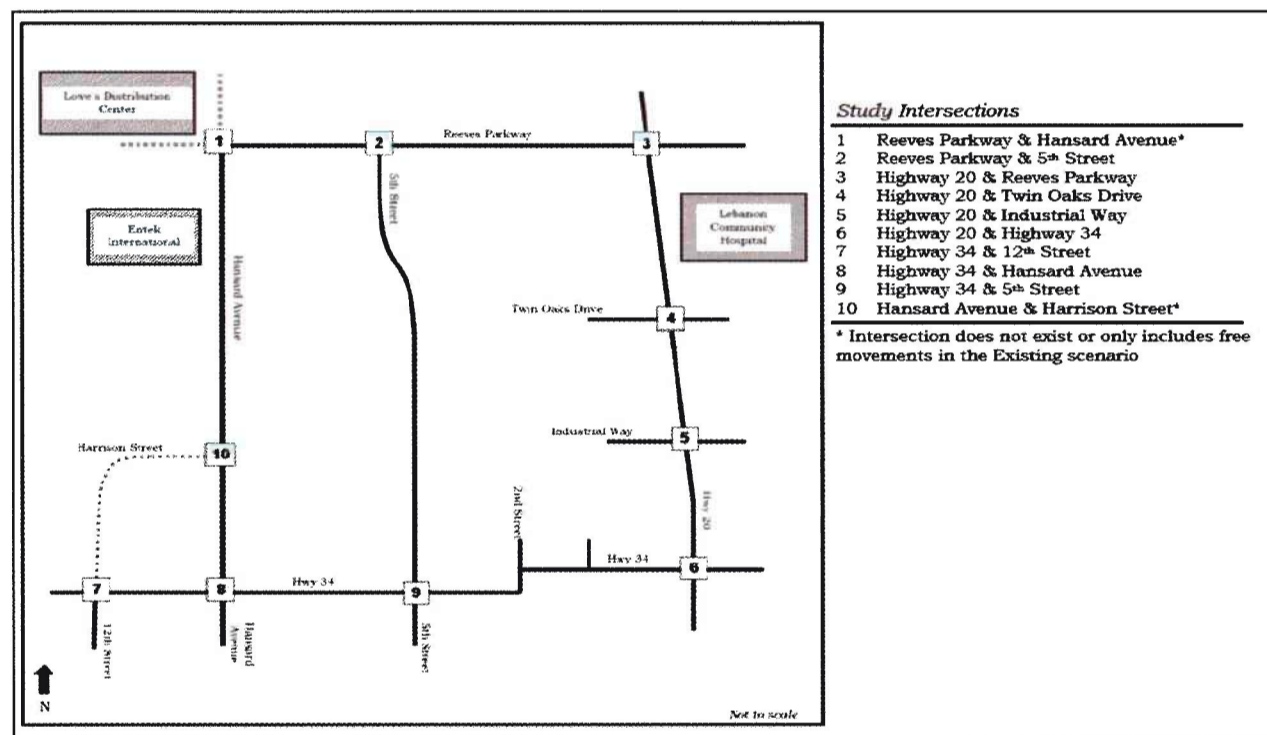 Lowe's Distribution
Center
1
2
Reeves Parkway
3
5th Street
Entek
International
Hansard Avenue
Lebanon
Community
Hospital
Twin Oaks Drive
4
Industrial Way
5
Harrison Street
10
2nd Street
Hwy 20
Hwy 34
6
7
8
Hwy 34
9
12th Street
Hansard
Avenue
5th Street
N
Not to scale
Study Intersections
1 Reeves Parkway & Hansard Avenue*
2 Reeves Parkway & 5th Street
3 Highway 20 & Reeves Parkway
4 Highway 20 & Twin Oaks Drive
5 Highway 20 & Industrial Way
6 Highway 20 & Highway 34
7 Highway 34 & 12th Street
8 Highway 34 & Hansard Avenue
9 Highway 34 & 5th Street
10 Hansard Avenue & Harrison Street*
* Intersection does not exist or only includes free
movements in the Existing scenario